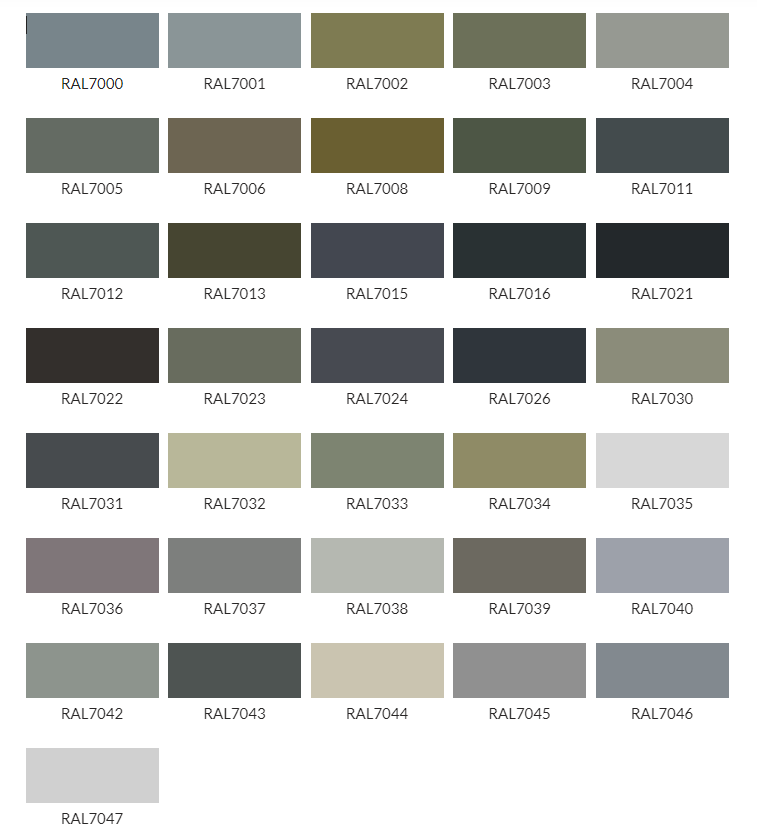 RAL7000 RAL7001 RAL7002 RAL7003 RAL7004
RAL7005 RAL7006 RAL7008 RAL7009 RAL7011
RAL7012 RAL7013 RAL7015 RAL7016 RAL7021
RAL7022 RAL7023 RAL7024 RAL7026 RAL7030
RAL7031 RAL7032 RAL7033 RAL7034 RAL7035
RAL7036 RAL7037 RAL7038 RAL7039 RAL7040
RAL7042 RAL7043 RAL7044 RAL7045 RAL7046
RAL7047